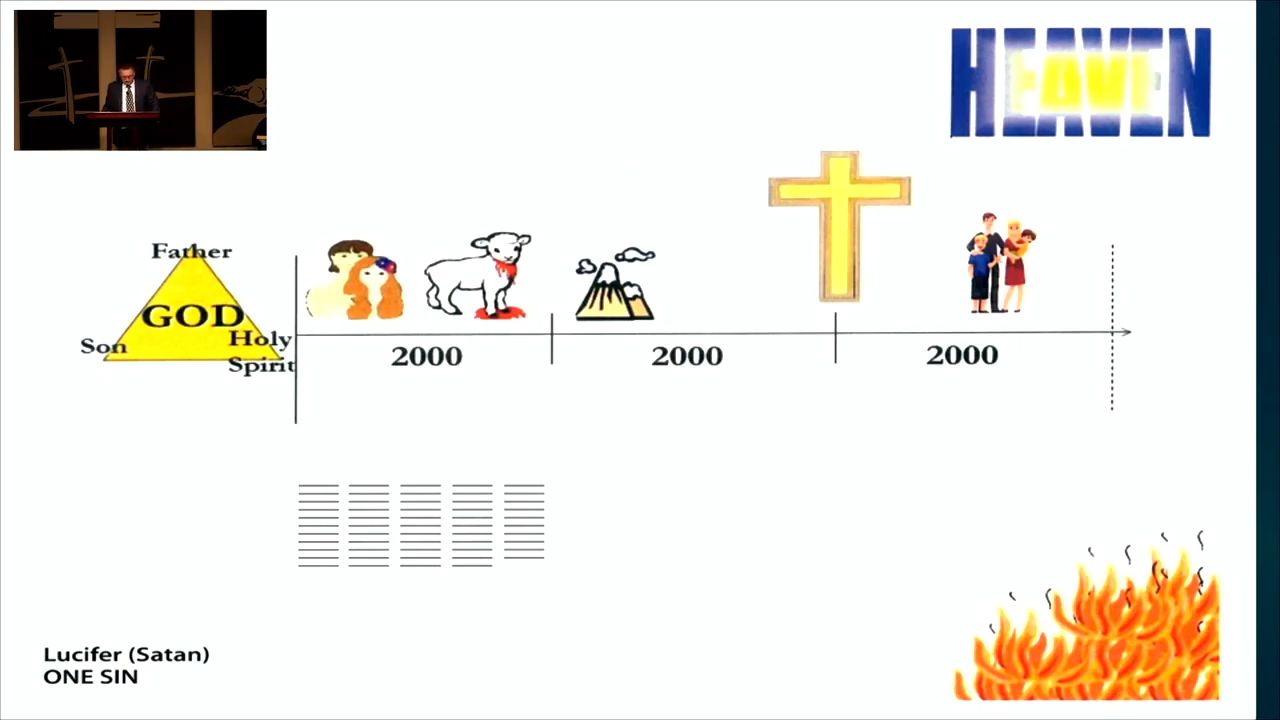 HEAVEN
Father
GOD
Son
Holy
Spirit
2000
2000
2000
Lucifer (Satan)
ONE SIN